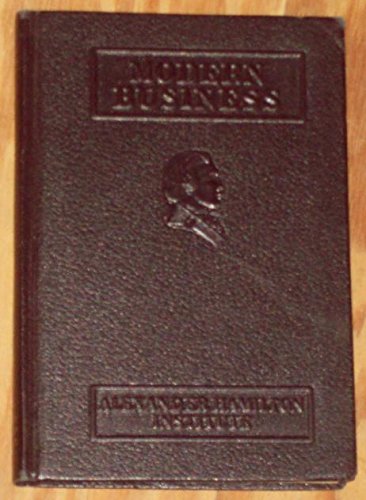 MODERN
BUSINESS
ALEXANDER HAMILTON
INSTITUTE